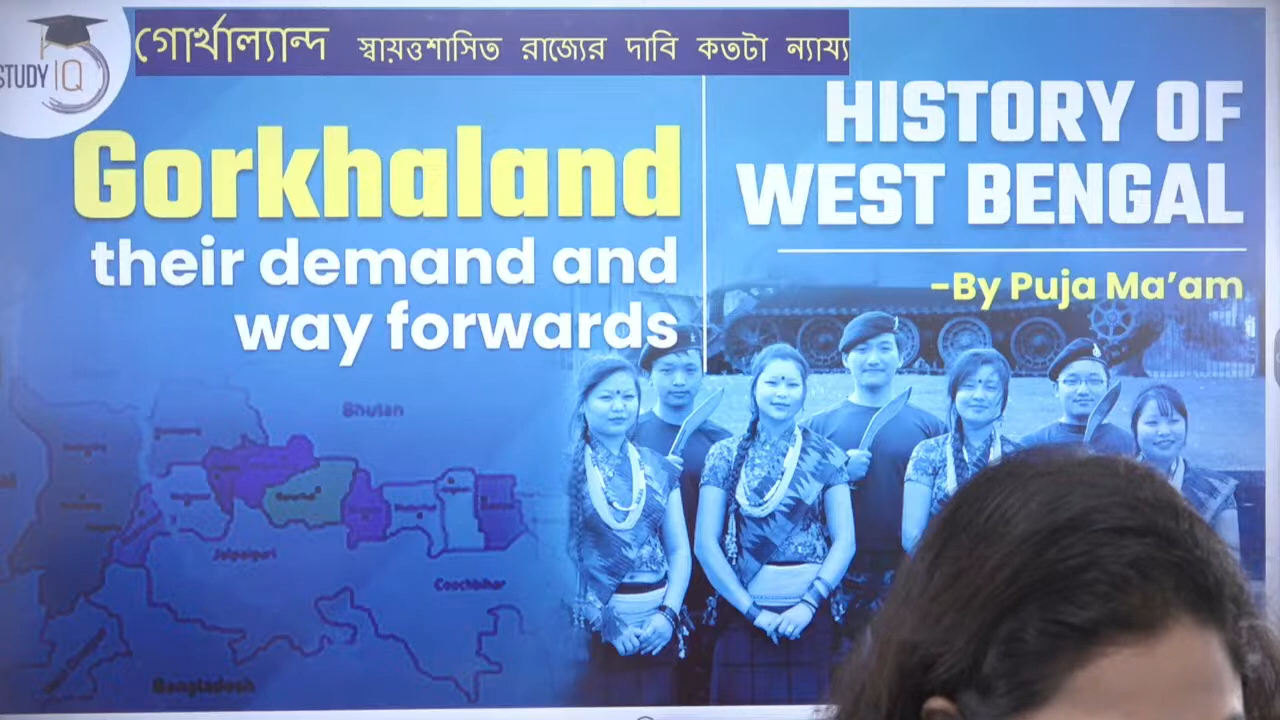 STUDY IQ
গোর্খাল্যান্দ স্বায়ত্তশাসিত রাজ্যের দাবি কতটা ন্যায্য
Gorkhaland
their demand and
way forwards
HISTORY OF
WEST BENGAL
-By Puja Ma'am
Bhutan
Jalpaiguri
Coochbihar
Bangladesh